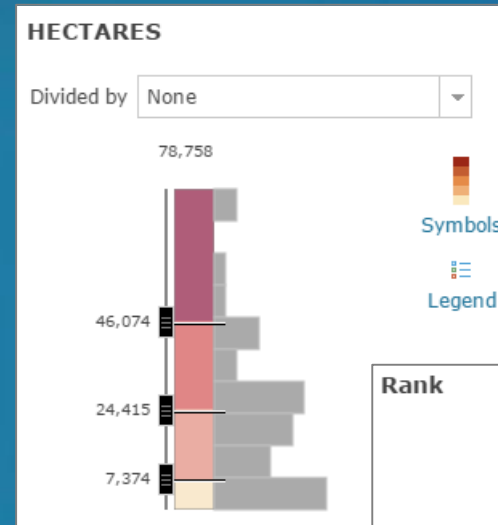 HECTARES
Divided by None
78,758
Symbols
Legend
46,074
Rank
24,415
7,374